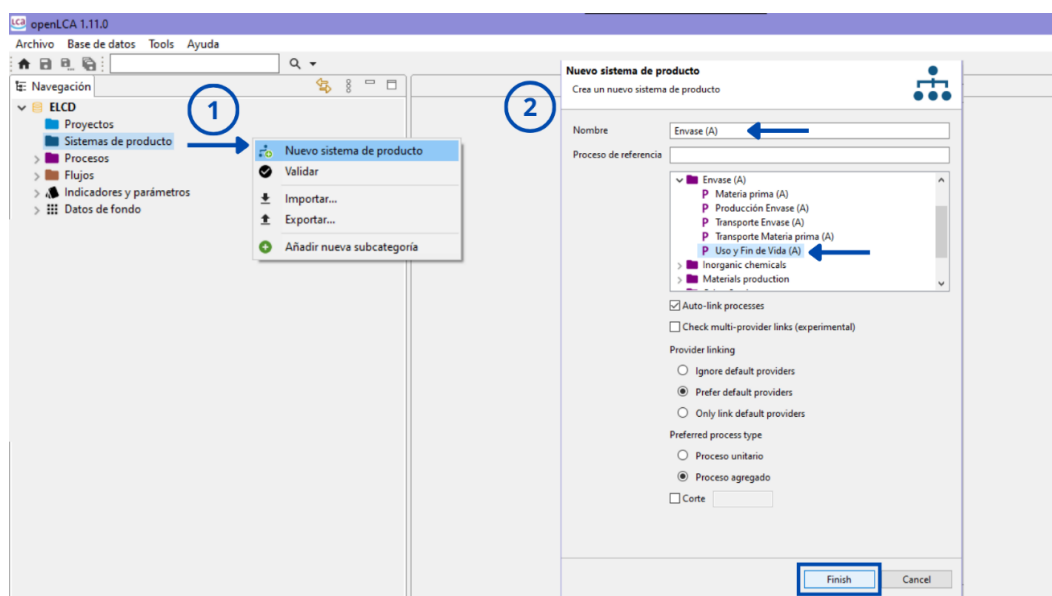 openLCA 1.11.0
Archivo Base de datos Tools Ayuda
Navegación
ELCD
Proyectos
Sistemas de producto
Procesos
Flujos
Indicadores y parámetros
Datos de fondo
1
Nuevo sistema de producto
Validar
Importar...
Exportar...
Añadir nueva subcategoría
2
Nuevo sistema de producto
Crea un nuevo sistema de producto
Nombre Envase (A)
Proceso de referencia
Envase (A)
P Materia prima (A)
P Producción Envase (A)
P Transporte Envase (A)
P Transporte Materia prima (A)
P Uso y Fin de Vida (A)
Inorganic chemicals
Materials production
Auto-link processes
Check multi-provider links (experimental)
Provider linking
Ignore default providers
Prefer default providers
Only link default providers
Preferred process type
Proceso unitario
Proceso agregado
Corte
Finish Cancel